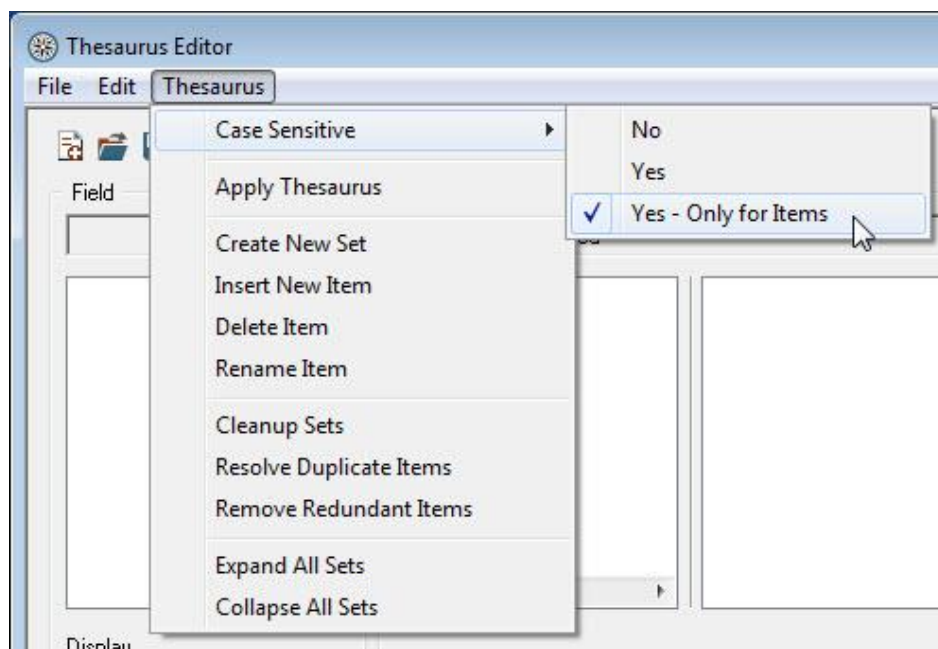 Thesaurus Editor
File Edit Thesaurus
Case Sensitive
No
Yes
Yes - Only for Items
Field
Apply Thesaurus
Create New Set
Insert New Item
Delete Item
Rename Item
Cleanup Sets
Resolve Duplicate Items
Remove Redundant Items
Expand All Sets
Collapse All Sets
Display